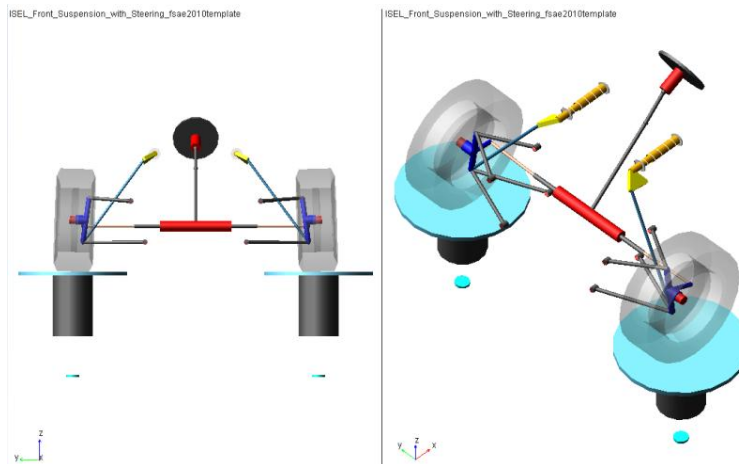 ISEL_Front_Suspension_with_Steering_fsae2010template
ISEL_Front_Suspension_with_Steering_fsae2010template
z
y
x
z
y
x